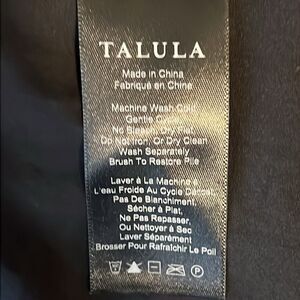 TALULA
Made in China
Fabriqué en Chine
Machine Wash Cold
Gentle Cycle
No Bleach, Dry Flat
Do Not Iron, Or Dry Clean
Wash Separately
Brush To Restore Pile
Laver à La Machine à
L'eau Froide Au Cycle Délicat,
Pas De Blanchiment,
Sécher à Plat,
Ne Pas Repasser,
Ou Nettoyer à Sec
Laver Séparément
Brosser Pour Rafraîchir Le Poil